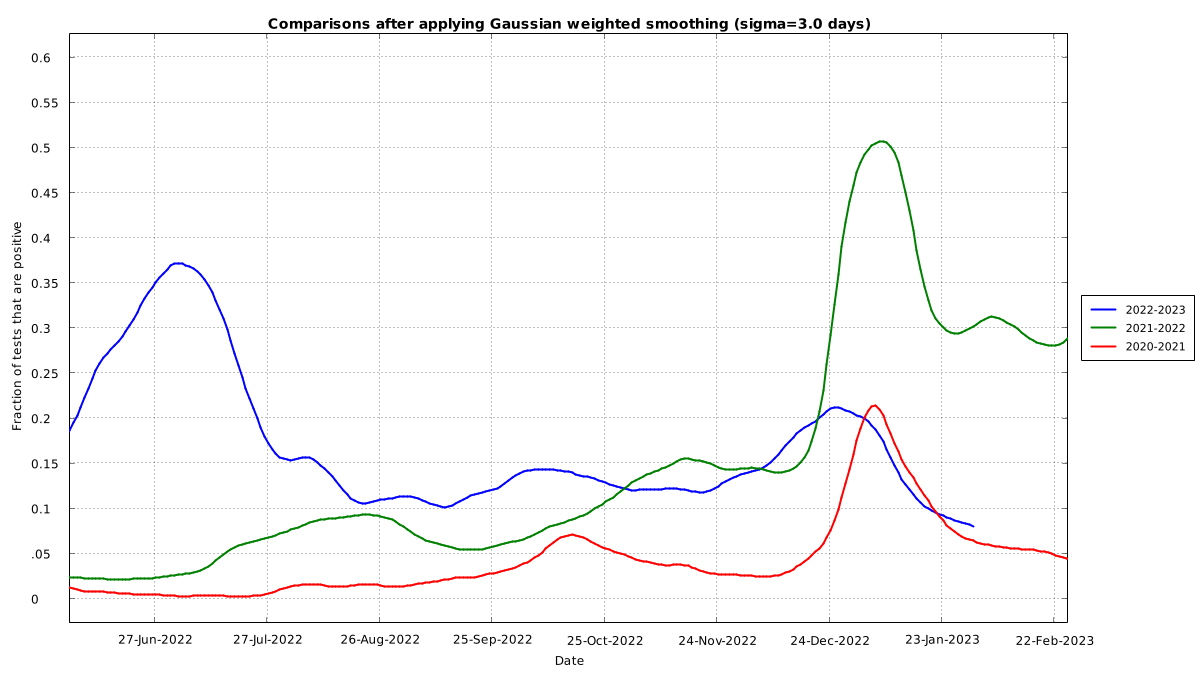 Comparisons after applying Gaussian weighted smoothing (sigma=3.0 days)
Fraction of tests that are positive
0.6
0.55
0.5
0.45
0.4
0.35
0.3
0.25
0.2
0.15
0.1
.05
0
27-Jun-2022
27-Jul-2022
26-Aug-2022
25-Sep-2022
25-Oct-2022
24-Nov-2022
24-Dec-2022
23-Jan-2023
22-Feb-2023
Date
2022-2023
2021-2022
2020-2021